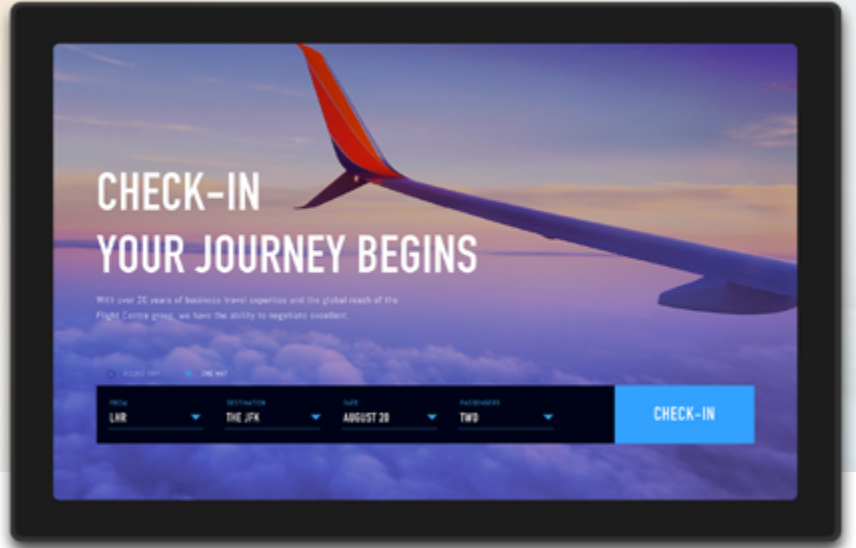 CHECK-IN
YOUR JOURNEY BEGINS
With over 20 years of business travel expertise and the global reach of the
Flight Centre group, we have the ability to negotiate excellent.
ROUND TRIP ONE WAY
FROM DESTINATION DATE PASSENGERS
LHR THE JFK AUGUST 20 TWO
CHECK-IN